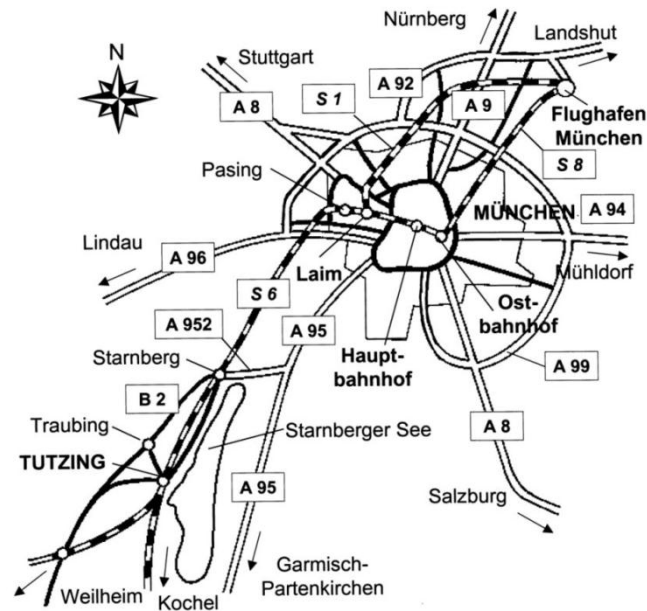 Nürnberg
Landshut
N
Stuttgart
A 92
S 1
A 9
A 8
Flughafen
München
S 8
Pasing
MÜNCHEN
A 94
Lindau
A 96
Laim
Mühldorf
S 6
Ost-
bahnhof
A 952
A 95
Haupt-
bahnhof
Starnberg
A 99
B 2
Traubing
Starnberger See
A 8
TUTZING
A 95
Salzburg
Garmisch-
Partenkirchen
Weilheim
Kochel